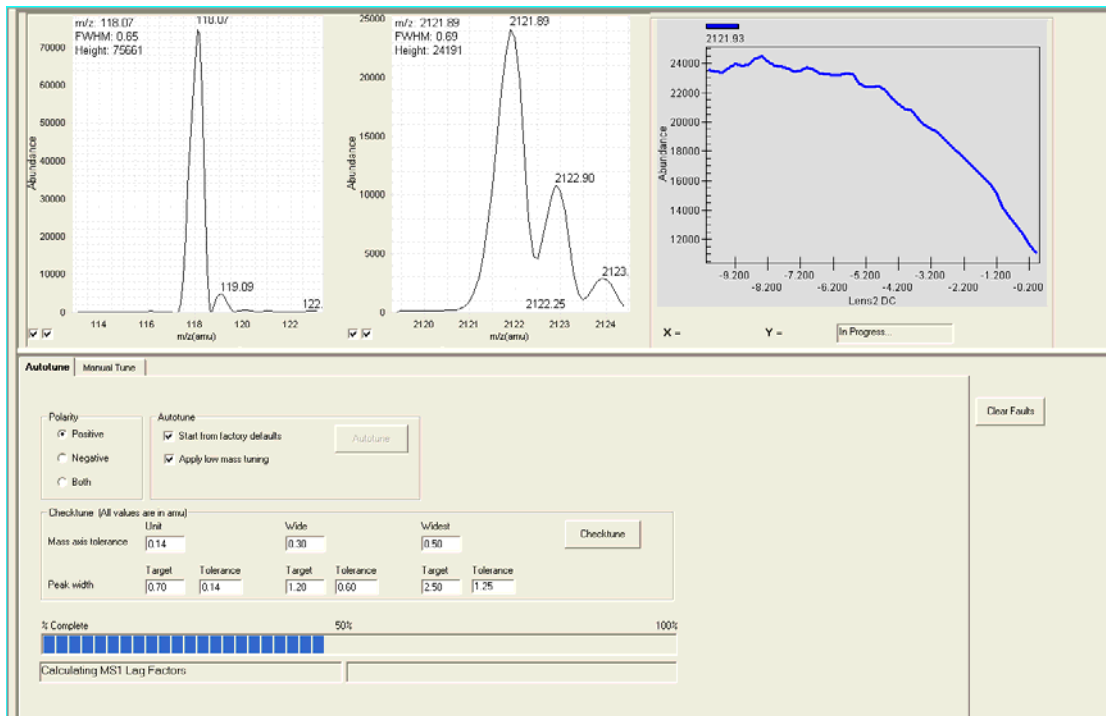 m/z: 118.07
FWHM: 0.65
Height: 75661
118.07
119.09
122.
70000
60000
50000
40000
30000
20000
10000
0
Abundance
114 116 118 120 122
m/z(amu)
m/z: 2121.89
FWHM: 0.69
Height: 24191
2121.89
2122.90
2122.25
2123.
25000
20000
15000
10000
5000
0
Abundance
2120 2121 2122 2123 2124
m/z(amu)
2121.93
24000
22000
20000
18000
16000
14000
12000
Abundance
-9.200 -7.200 -5.200 -3.200 -1.200 -0.200
-8.200 -6.200 -4.200 -2.200
Lens2 DC
X = Y = In Progress...
Autotune Manual Tune
Clear Faults
Polarity
Positive
Negative
Both
Autotune
Start from factory defaults
Apply low mass tuning
Autotune
Checktune (All values are in amu)
Unit Wide Widest
Mass axis tolerance 0.14 0.30 0.50
Checktune
Target Tolerance Target Tolerance Target Tolerance
Peak width 0.70 0.14 1.20 0.60 2.50 1.25
% Complete 50% 100%
Calculating MS1 Lag Factors